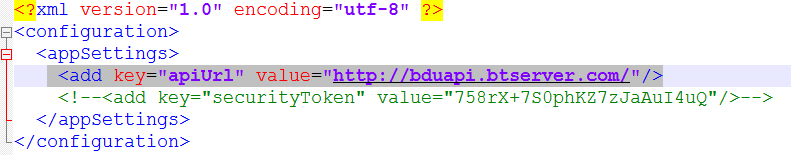 <?xml version="1.0" encoding="utf-8" ?>
<configuration>
<appSettings>
<add key="apiUrl" value="http://bduapi.btserver.com/"/>
<!--<add key="securityToken" value="758rX+7S0phKZ7zJaAuI4uQ"/>-->
</appSettings>
</configuration>